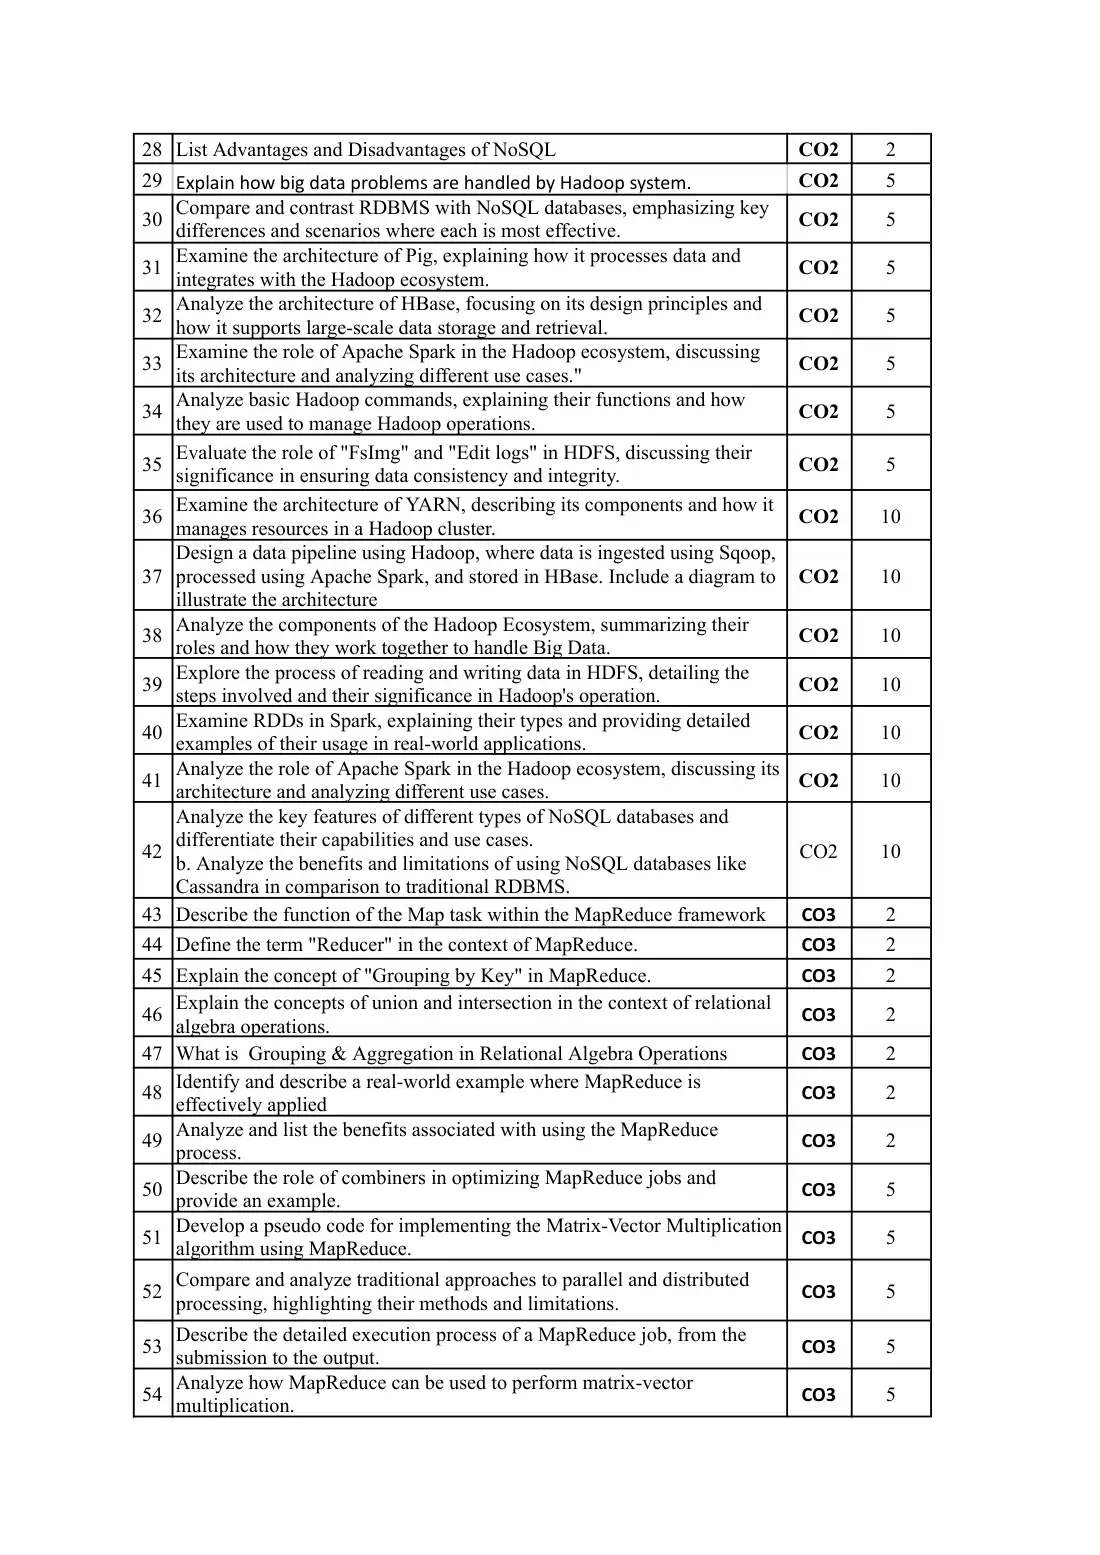 28 List Advantages and Disadvantages of NoSQL CO2 2
29 Explain how big data problems are handled by Hadoop system. CO2 5
30 Compare and contrast RDBMS with NoSQL databases, emphasizing key
differences and scenarios where each is most effective. CO2 5
31 Examine the architecture of Pig, explaining how it processes data and
integrates with the Hadoop ecosystem. CO2 5
32 Analyze the architecture of HBase, focusing on its design principles and
how it supports large-scale data storage and retrieval. CO2 5
33 Examine the role of Apache Spark in the Hadoop ecosystem, discussing
its architecture and analyzing different use cases." CO2 5
34 Analyze basic Hadoop commands, explaining their functions and how
they are used to manage Hadoop operations. CO2 5
35 Evaluate the role of "FsImg" and "Edit logs" in HDFS, discussing their
significance in ensuring data consistency and integrity. CO2 5
36 Examine the architecture of YARN, describing its components and how it
manages resources in a Hadoop cluster. CO2 10
37 Design a data pipeline using Hadoop, where data is ingested using Sqoop,
processed using Apache Spark, and stored in HBase. Include a diagram to
illustrate the architecture CO2 10
38 Analyze the components of the Hadoop Ecosystem, summarizing their
roles and how they work together to handle Big Data. CO2 10
39 Explore the process of reading and writing data in HDFS, detailing the
steps involved and their significance in Hadoop's operation. CO2 10
40 Examine RDDs in Spark, explaining their types and providing detailed
examples of their usage in real-world applications. CO2 10
41 Analyze the role of Apache Spark in the Hadoop ecosystem, discussing its
architecture and analyzing different use cases. CO2 10
42 Analyze the key features of different types of NoSQL databases and
differentiate their capabilities and use cases.
b. Analyze the benefits and limitations of using NoSQL databases like
Cassandra in comparison to traditional RDBMS. CO2 10
43 Describe the function of the Map task within the MapReduce framework CO3 2
44 Define the term "Reducer" in the context of MapReduce. CO3 2
45 Explain the concept of "Grouping by Key" in MapReduce. CO3 2
46 Explain the concepts of union and intersection in the context of relational
algebra operations. CO3 2
47 What is  Grouping & Aggregation in Relational Algebra Operations CO3 2
48 Identify and describe a real-world example where MapReduce is
effectively applied CO3 2
49 Analyze and list the benefits associated with using the MapReduce
process. CO3 2
50 Describe the role of combiners in optimizing MapReduce jobs and
provide an example. CO3 5
51 Develop a pseudo code for implementing the Matrix-Vector Multiplication
algorithm using MapReduce. CO3 5
52 Compare and analyze traditional approaches to parallel and distributed
processing, highlighting their methods and limitations. CO3 5
53 Describe the detailed execution process of a MapReduce job, from the
submission to the output. CO3 5
54 Analyze how MapReduce can be used to perform matrix-vector
multiplication. CO3 5